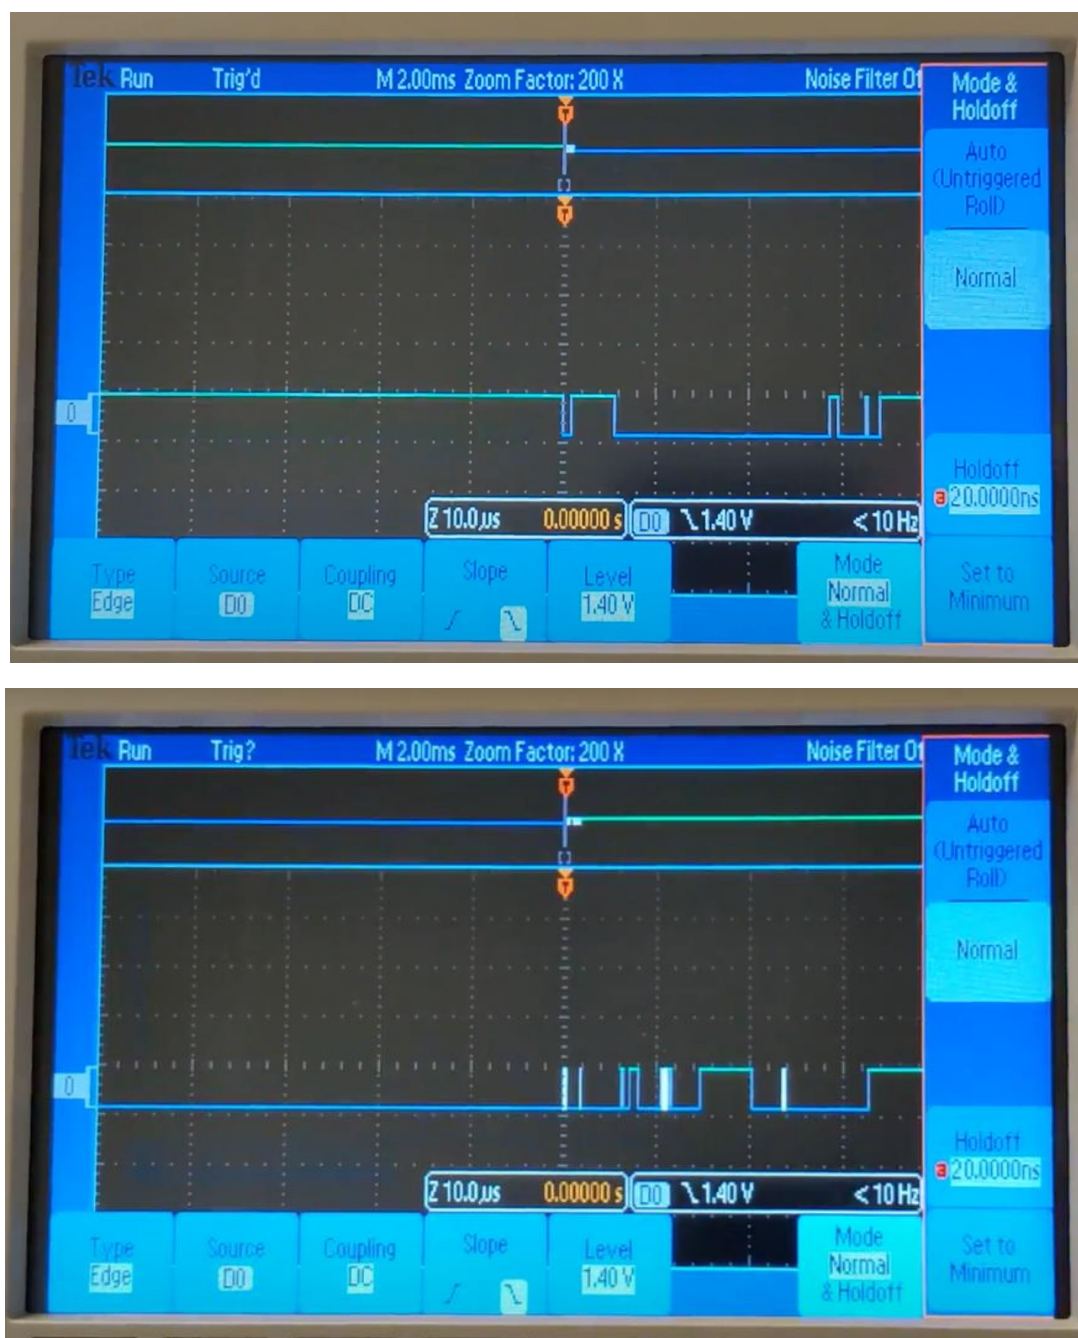 Tek Run Trig'd M 2.00ms Zoom Factor: 200 X Noise Filter Of
Mode &
Holdoff
Auto
(Untriggered
Roll)
Normal
T
T
0
Holdoff
a 20.0000ns
Z 10.0µs 0.00000 s D0 1.40 V < 10 Hz
Type
Edge
Source
D0
Coupling
DC
Slope
Level
1.40 V
Mode
Normal
& Holdoff
Set to
Minimum
Tek Run Trig? M 2.00ms Zoom Factor: 200 X Noise Filter Of
Mode &
Holdoff
Auto
(Untriggered
Roll)
Normal
T
T
0
Holdoff
a 20.0000ns
Z 10.0µs 0.00000 s D0 1.40 V < 10 Hz
Type
Edge
Source
D0
Coupling
DC
Slope
Level
1.40 V
Mode
Normal
& Holdoff
Set to
Minimum